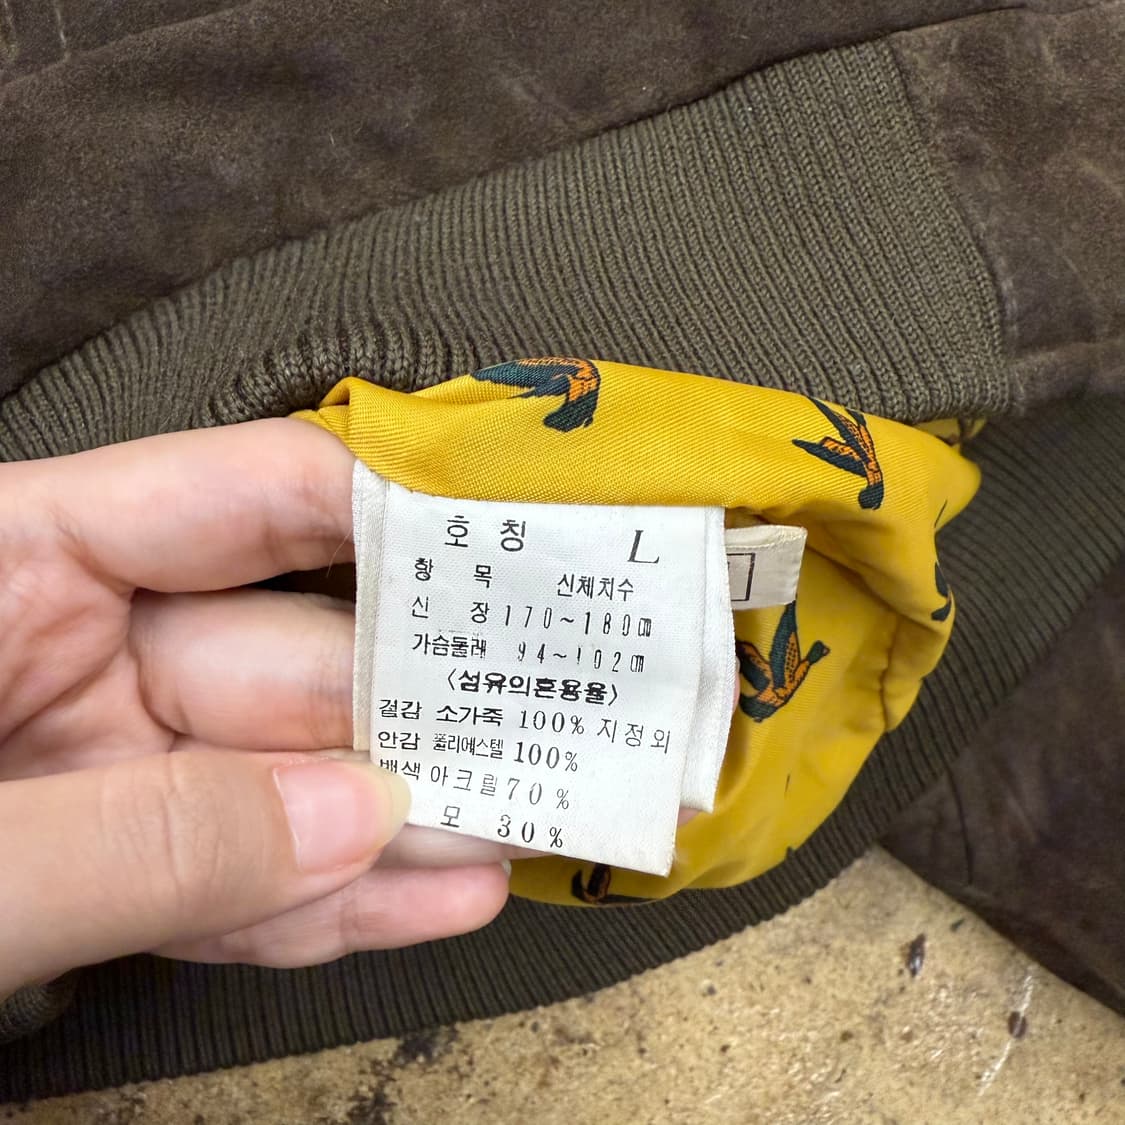 호 칭 L
항 목 신체치수
신 장 170~180㎝
가슴둘레 94~102㎝
〈섬유의혼용율〉
겉감 소가죽 100% 지정외
안감 폴리에스텔 100%
배색 아크릴 70%
모 30%